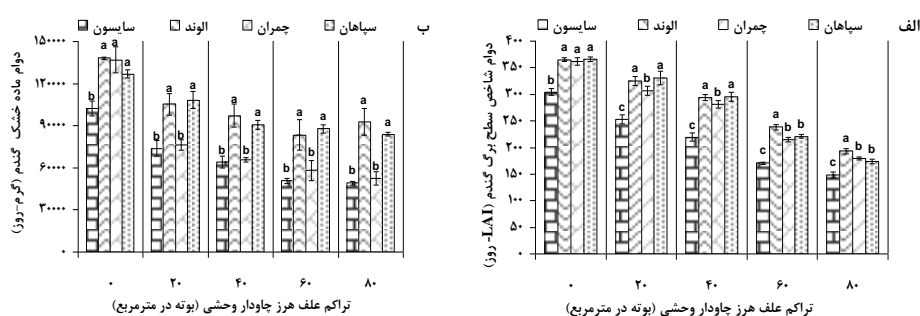 الف
سایسون الوند چمران سپاهان
دوام شاخص سطح برگ گندم (LAI- روز)
۴۰۰
۳۵۰
۳۰۰
۲۵۰
۲۰۰
۱۵۰
۱۰۰
۵۰
۰
b a a a
c a b a
c a b a
c a b b
c a b b
۰ ۲۰ ۴۰ ۶۰ ۸۰
تراکم علف هرز چاودار وحشی (بوته در مترمربع)
ب
سایسون الوند چمران سپاهان
دوام ماده خشک گندم (گرم-روز)
۱۵۰۰۰۰
۱۲۰۰۰۰
۹۰۰۰۰
۶۰۰۰۰
۳۰۰۰۰
۰
b a a a
b a b a
b a b a
b a b a
b a b a
۰ ۲۰ ۴۰ ۶۰ ۸۰
تراکم علف هرز چاودار وحشی (بوته در مترمربع)